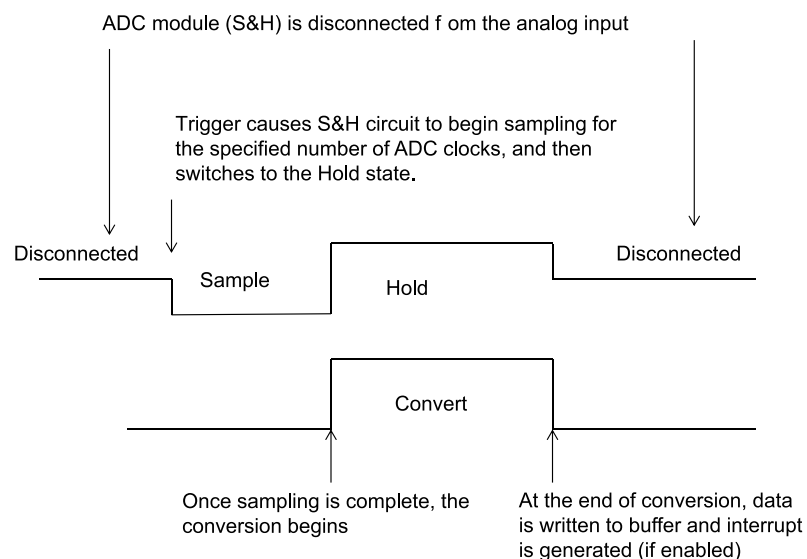 ADC module (S&H) is disconnected f om the analog input
Trigger causes S&H circuit to begin sampling for
the specified number of ADC clocks, and then
switches to the Hold state.
Disconnected
Sample
Hold
Disconnected
Convert
Once sampling is complete, the
conversion begins
At the end of conversion, data
is written to buffer and interrupt
is generated (if enabled)